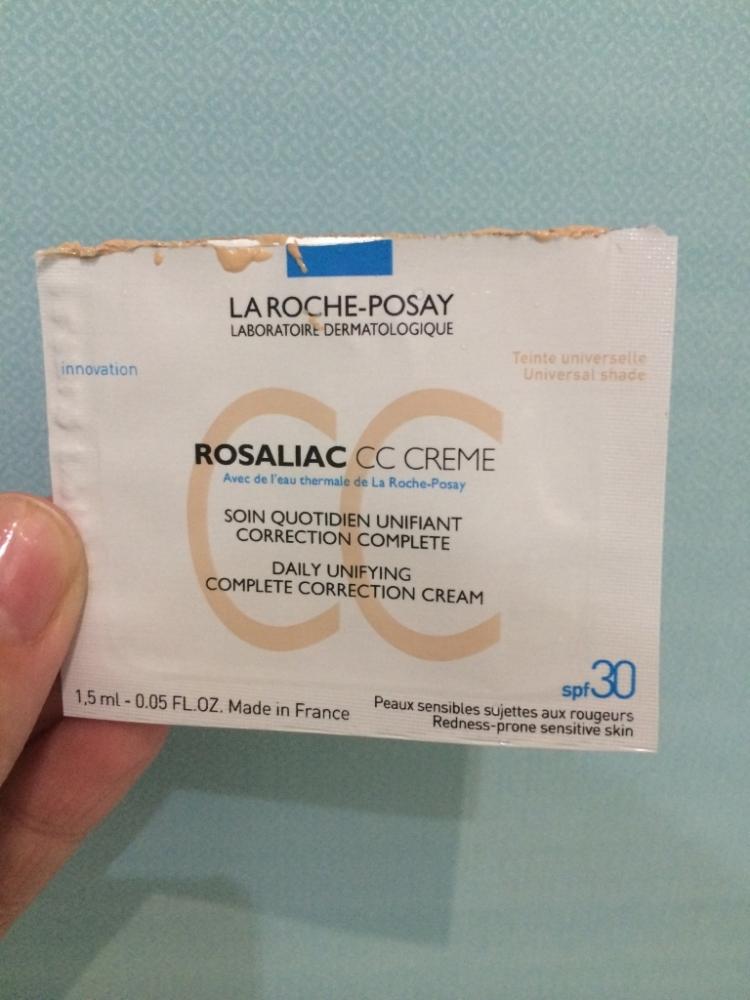 LA ROCHE-POSAY
LABORATOIRE DERMATOLOGIQUE
innovation
Teinte universelle
Universal shade
CC
ROSALIAC CC CREME
Avec de l'eau thermale de La Roche-Posay
SOIN QUOTIDIEN UNIFIANT
CORRECTION COMPLETE
DAILY UNIFYING
COMPLETE CORRECTION CREAM
spf30
1,5 ml - 0.05 FL.OZ. Made in France
Peaux sensibles sujettes aux rougeurs
Redness-prone sensitive skin